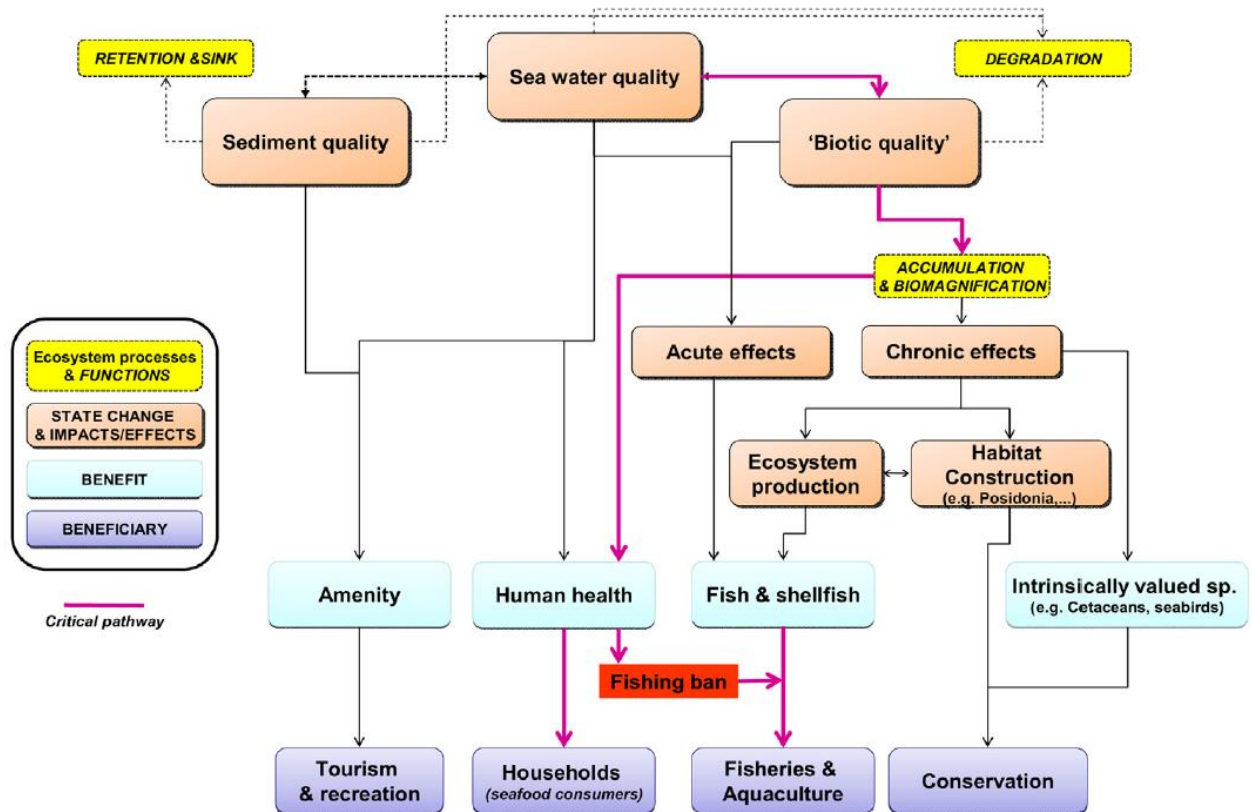 RETENTION &SINK
Sea water quality
DEGRADATION
Sediment quality
‘Biotic quality’
ACCUMULATION
& BIOMAGNIFICATION
Ecosystem processes
& FUNCTIONS
STATE CHANGE
& IMPACTS/EFFECTS
BENEFIT
BENEFICIARY
Critical pathway
Acute effects
Chronic effects
Ecosystem
production
Habitat
Construction
(e.g. Posidonia,...)
Amenity
Human health
Fish & shellfish
Intrinsically valued sp.
(e.g. Cetaceans, seabirds)
Fishing ban
Tourism
& recreation
Households
(seafood consumers)
Fisheries &
Aquaculture
Conservation